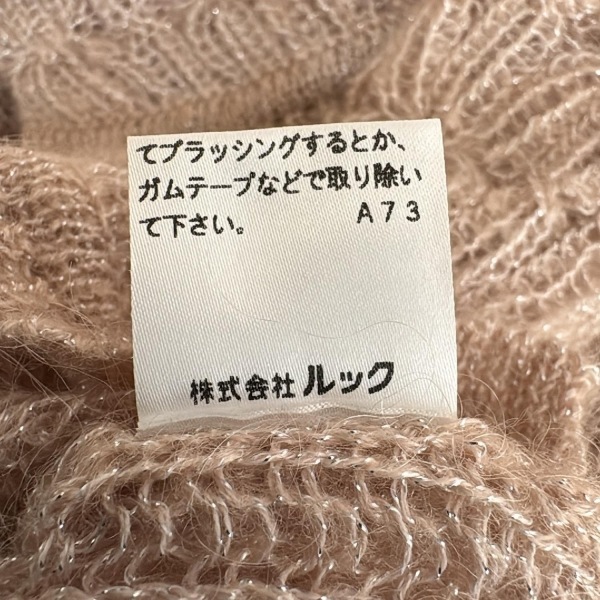 てブラッシングするとか、
ガムテープなどで取り除い
て下さい。 A73
株式会社 ルック